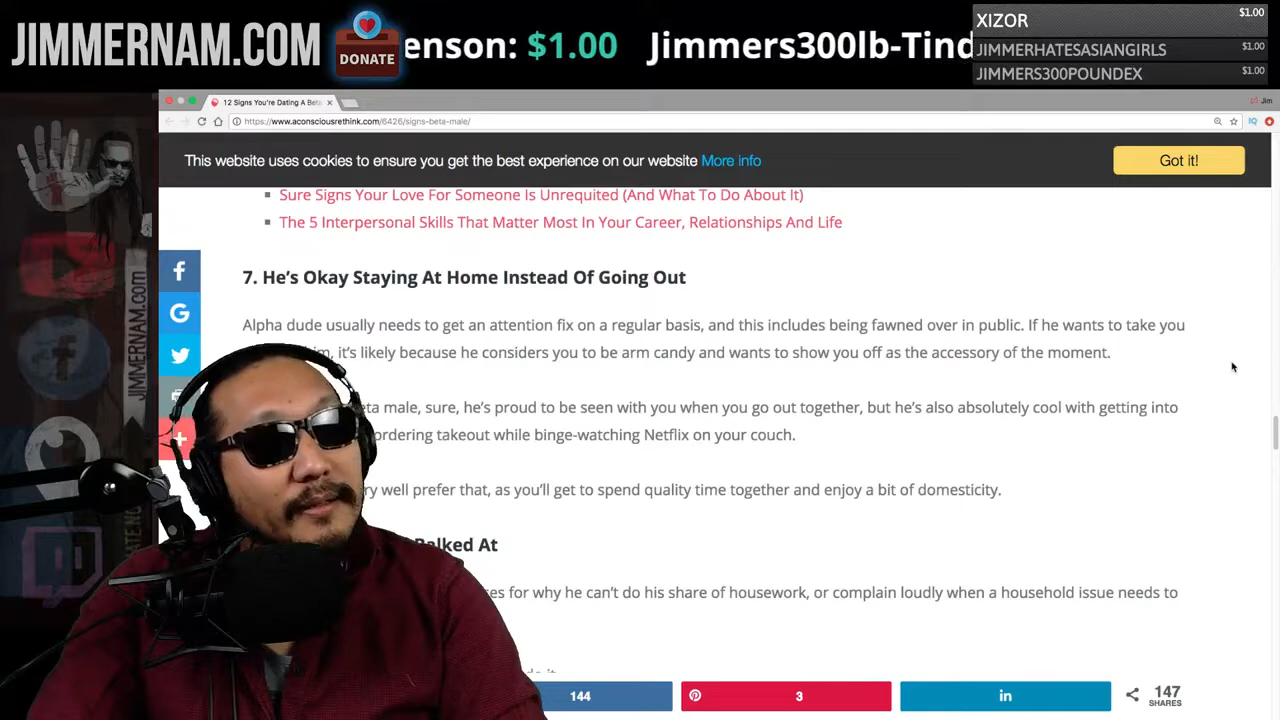 JIMMERNAM.COM
DONATE
enson: $1.00 Jimmers300lb-Tind
XIZOR $1.00
JIMMERHATESASIANGIRLS $1.00
JIMMERS300POUNDEX $1.00
12 Signs You're Dating A Beta
Jim
https://www.aconsciousrethink.com/6426/signs-beta-male/
This website uses cookies to ensure you get the best experience on our website More info
Got it!
Sure Signs Your Love For Someone Is Unrequited (And What To Do About It)
The 5 Interpersonal Skills That Matter Most In Your Career, Relationships And Life
7. He's Okay Staying At Home Instead Of Going Out
Alpha dude usually needs to get an attention fix on a regular basis, and this includes being fawned over in public. If he wants to take you
it's likely because he considers you to be arm candy and wants to show you off as the accessory of the moment.
male, sure, he's proud to be seen with you when you go out together, but he's also absolutely cool with getting into
ordering takeout while binge-watching Netflix on your couch.
well prefer that, as you'll get to spend quality time together and enjoy a bit of domesticity.
Balked At
for why he can't do his share of housework, or complain loudly when a household issue needs to
144
3
147
SHARES